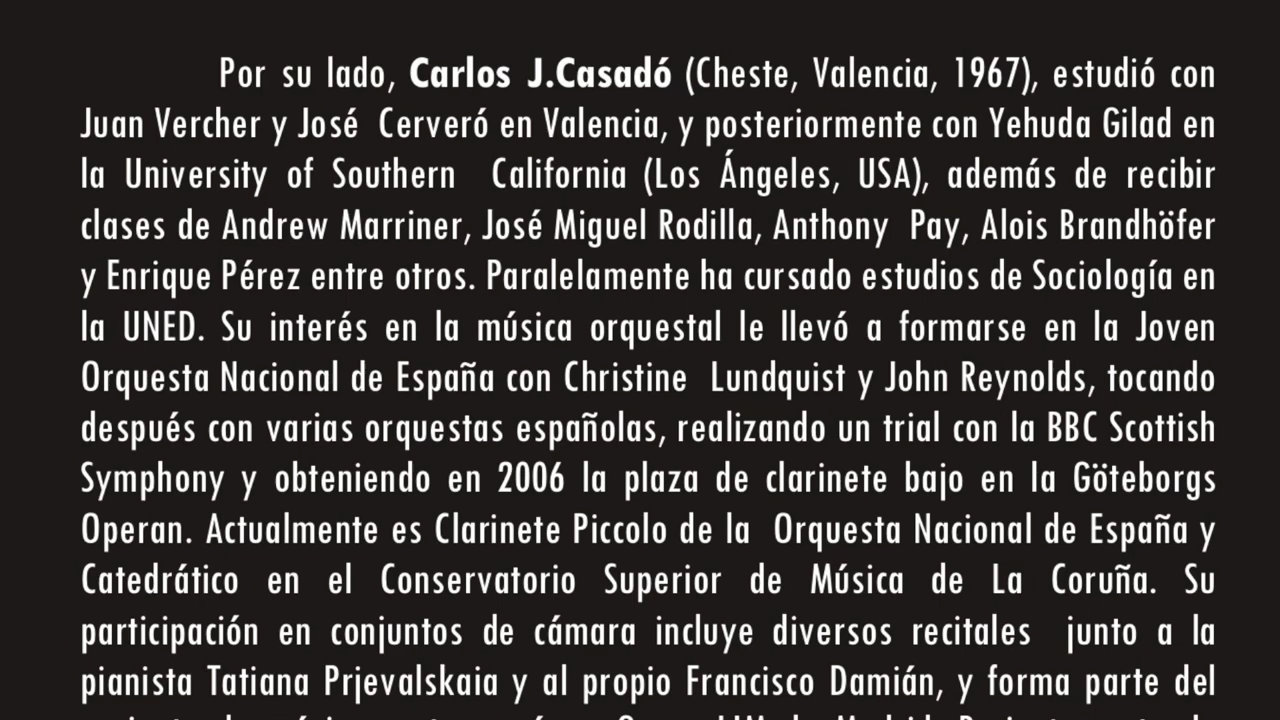 Por su lado, Carlos J.Casadó (Cheste, Valencia, 1967), estudió con
Juan Vercher y José Cerveró en Valencia, y posteriormente con Yehuda Gilad en
la University of Southern California (Los Ángeles, USA), además de recibir
clases de Andrew Marriner, José Miguel Rodilla, Anthony Pay, Alois Brandhöfer
y Enrique Pérez entre otros. Paralelamente ha cursado estudios de Sociología en
la UNED. Su interés en la música orquestal le llevó a formarse en la Joven
Orquesta Nacional de España con Christine Lundquist y John Reynolds, tocando
después con varias orquestas españolas, realizando un trial con la BBC Scottish
Symphony y obteniendo en 2006 la plaza de clarinete bajo en la Göteborgs
Operan. Actualmente es Clarinete Piccolo de la Orquesta Nacional de España y
Catedrático en el Conservatorio Superior de Música de La Coruña. Su
participación en conjuntos de cámara incluye diversos recitales junto a la
pianista Tatiana Prjevalskaia y al propio Francisco Damián, y forma parte del